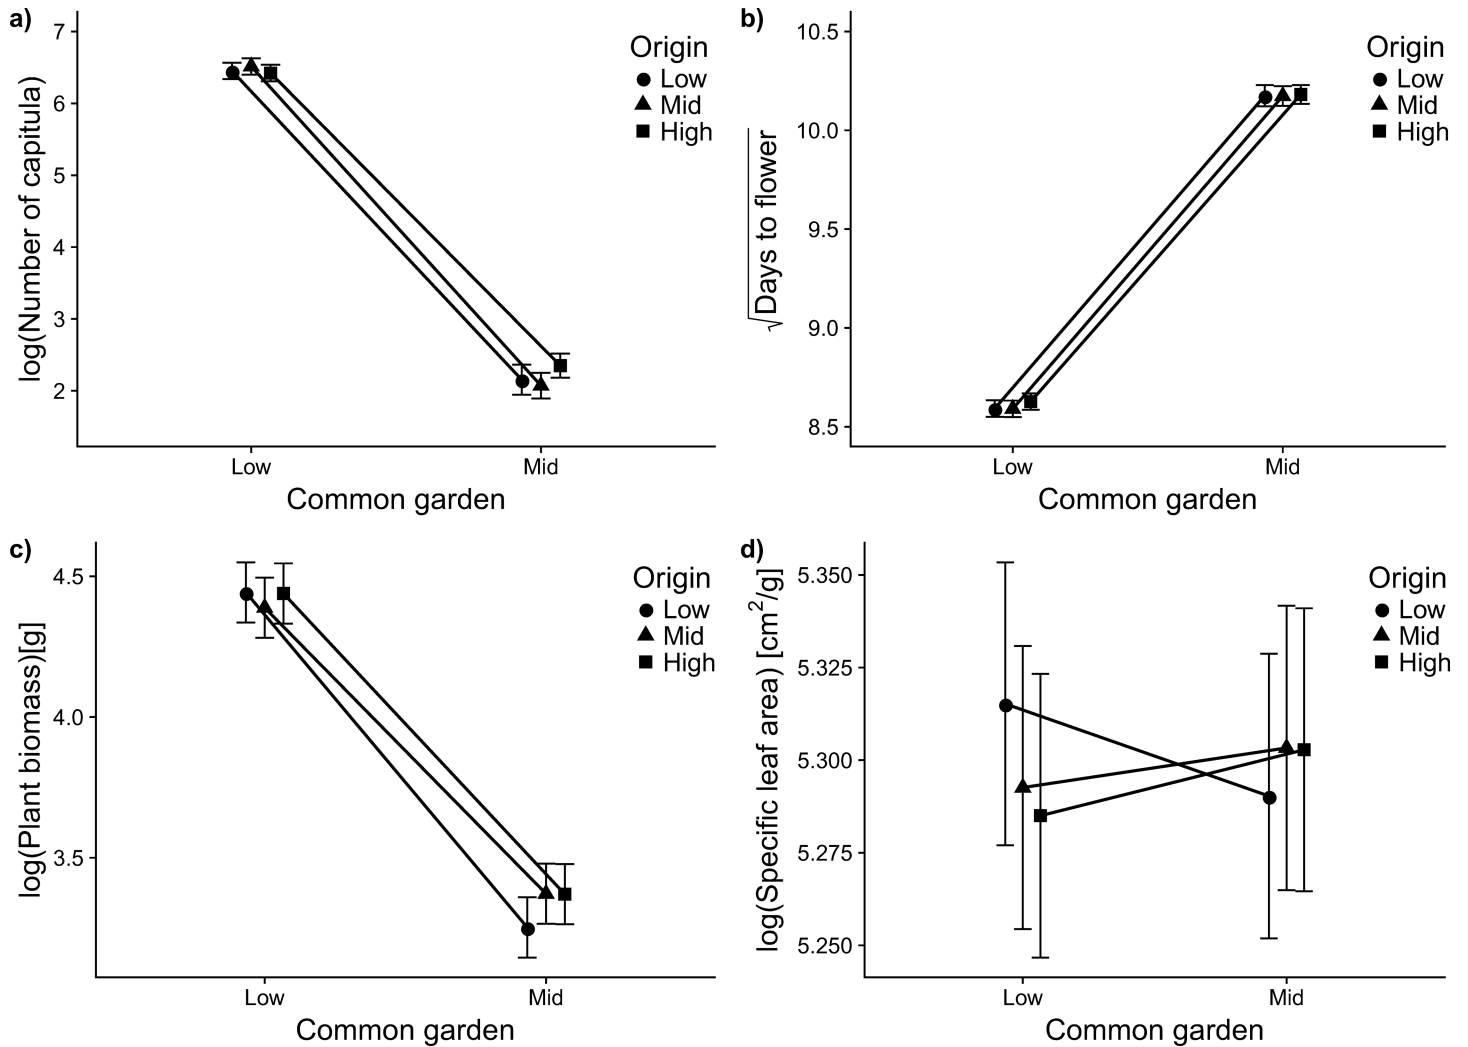 a)
log(Number of capitula)
7
6
5
4
3
2
Low
Mid
Common garden
Origin
Low
Mid
High
b)
√Days to flower
10.5
10.0
9.5
9.0
8.5
Low
Mid
Common garden
Origin
Low
Mid
High
c)
log(Plant biomass)[g]
4.5
4.0
3.5
Low
Mid
Common garden
Origin
Low
Mid
High
d)
log(Specific leaf area) [cm²/g]
5.350
5.325
5.300
5.275
5.250
Low
Mid
Common garden
Origin
Low
Mid
High